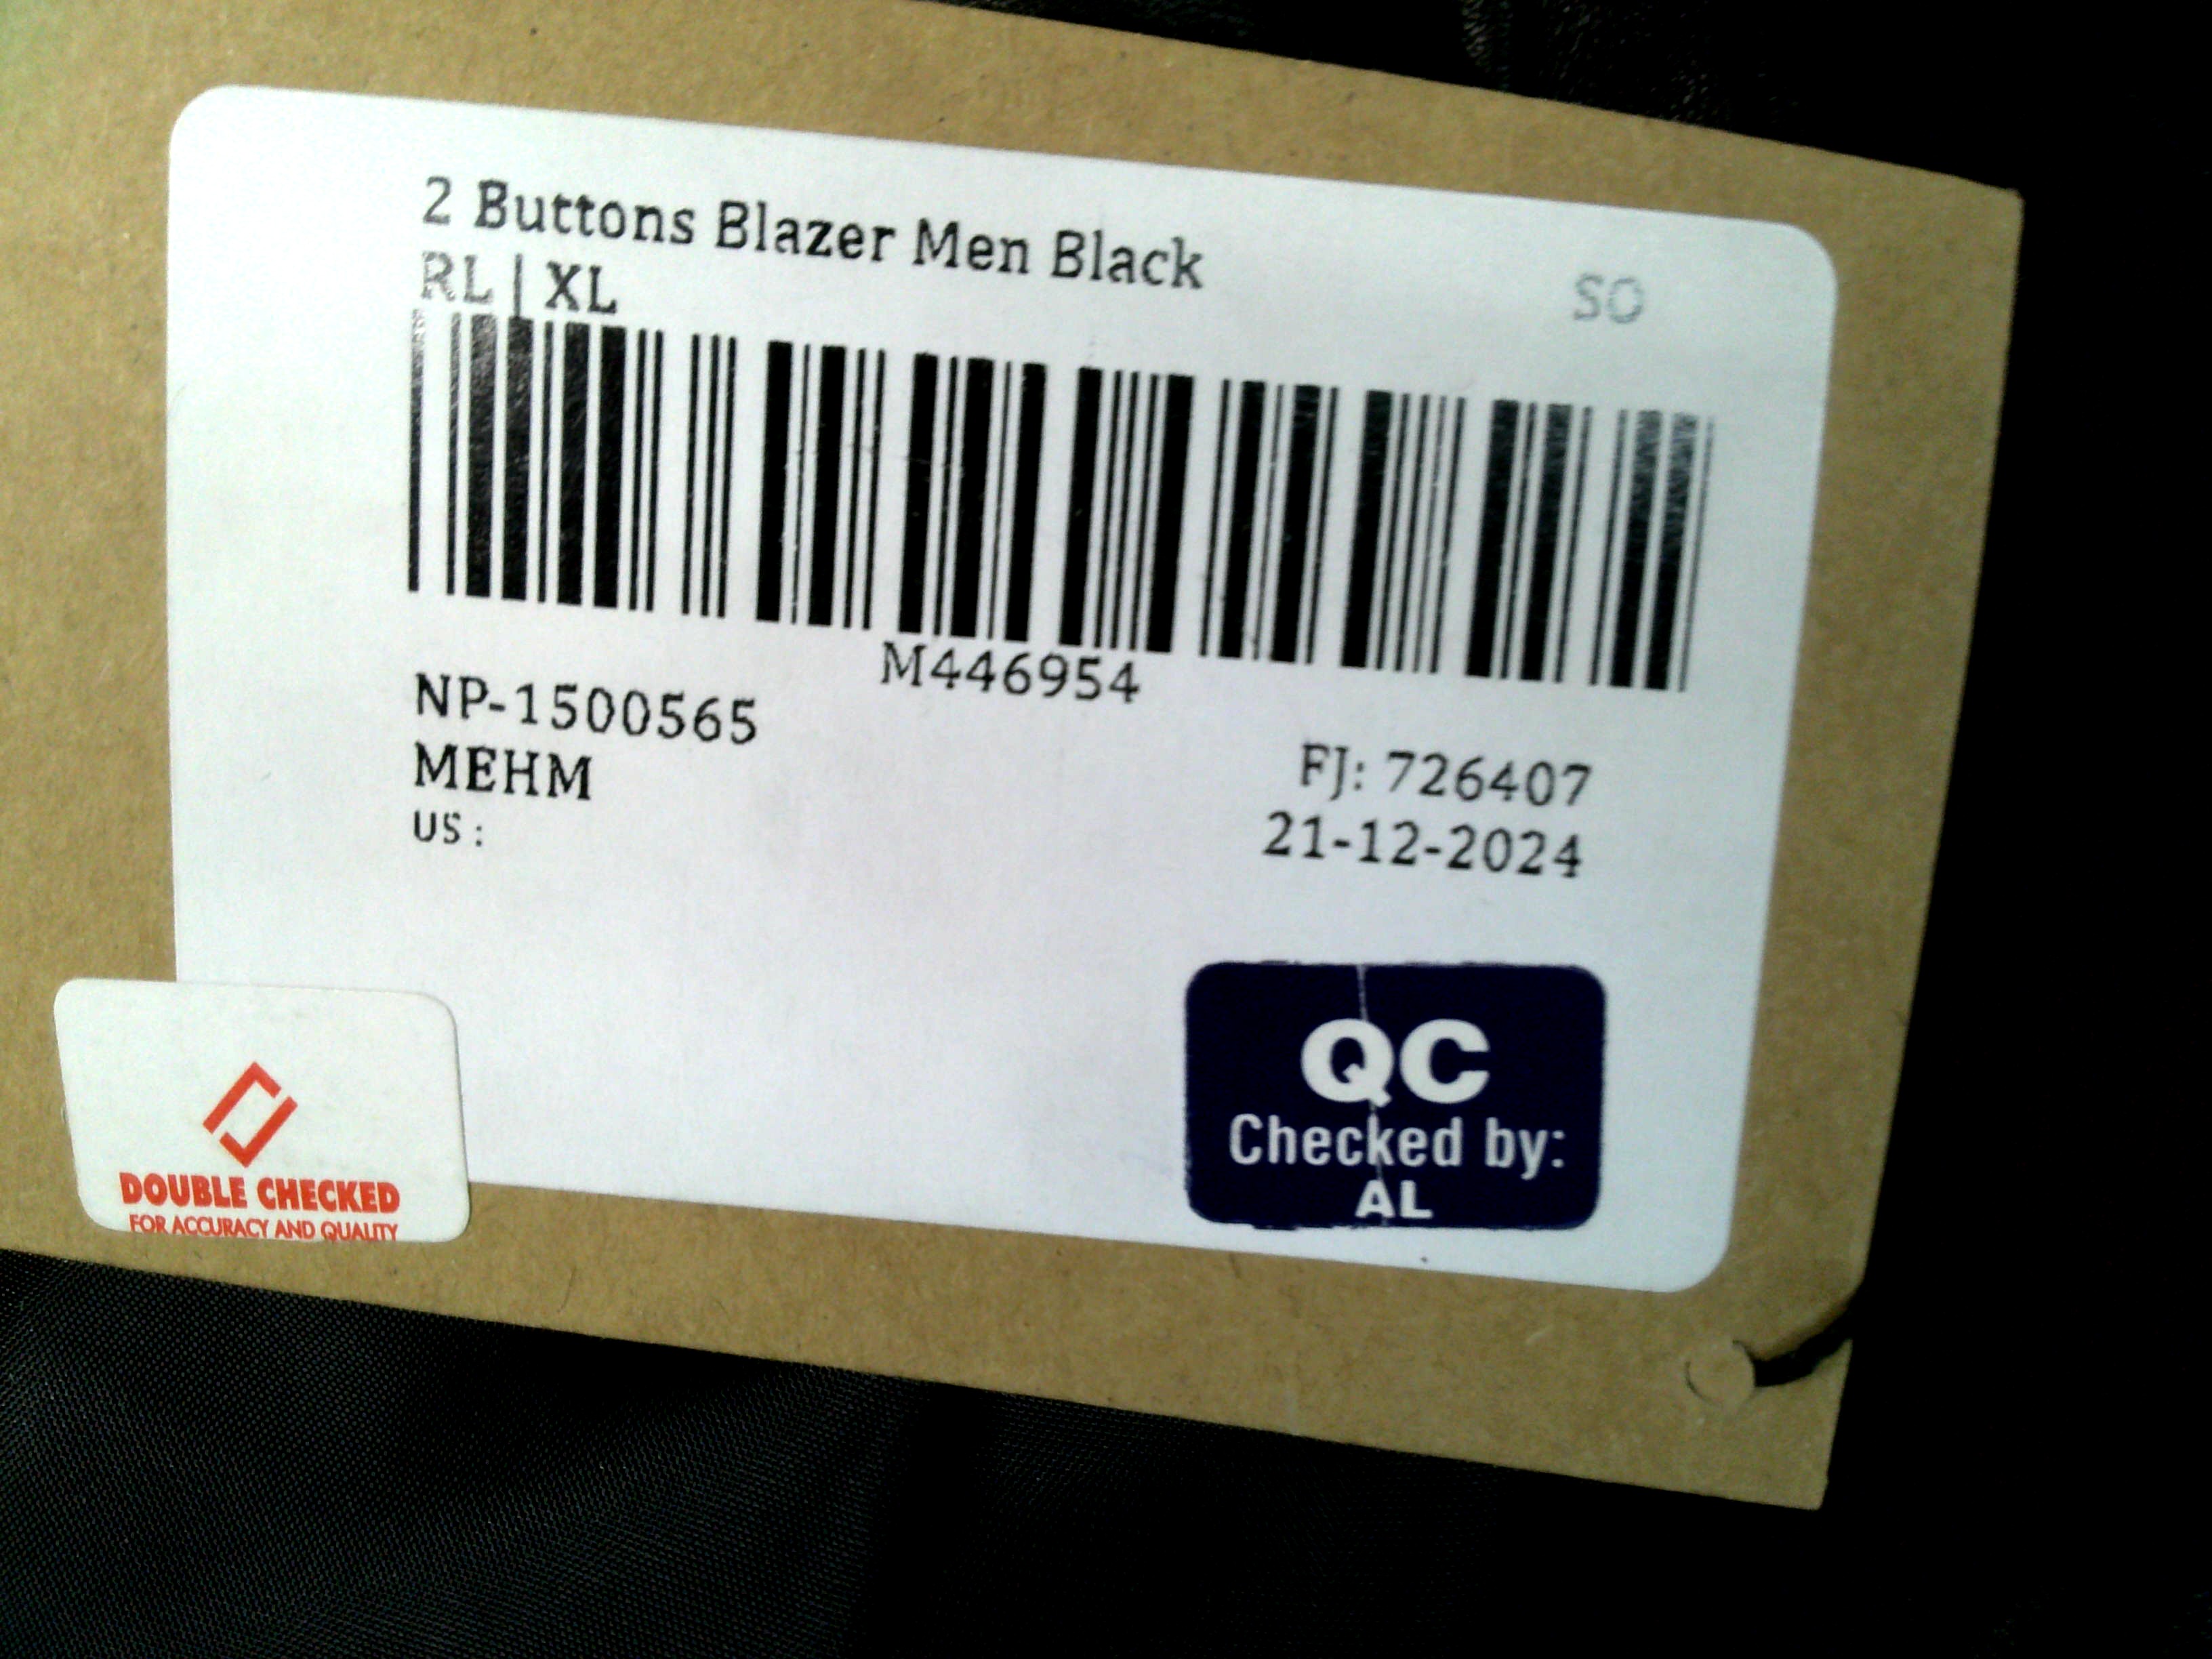 2 Buttons Blazer Men Black
RL | XL
SO
M446954
NP-1500565
MEHM
US :
FJ: 726407
21-12-2024
QC
Checked by:
AL
DOUBLE CHECKED
FOR ACCURACY AND QUALITY